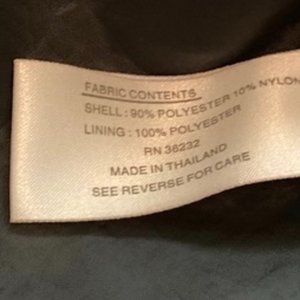 FABRIC CONTENTS
SHELL: 90% POLYESTER 10% NYLON
LINING: 100% POLYESTER
RN 36232
MADE IN THAILAND
SEE REVERSE FOR CARE